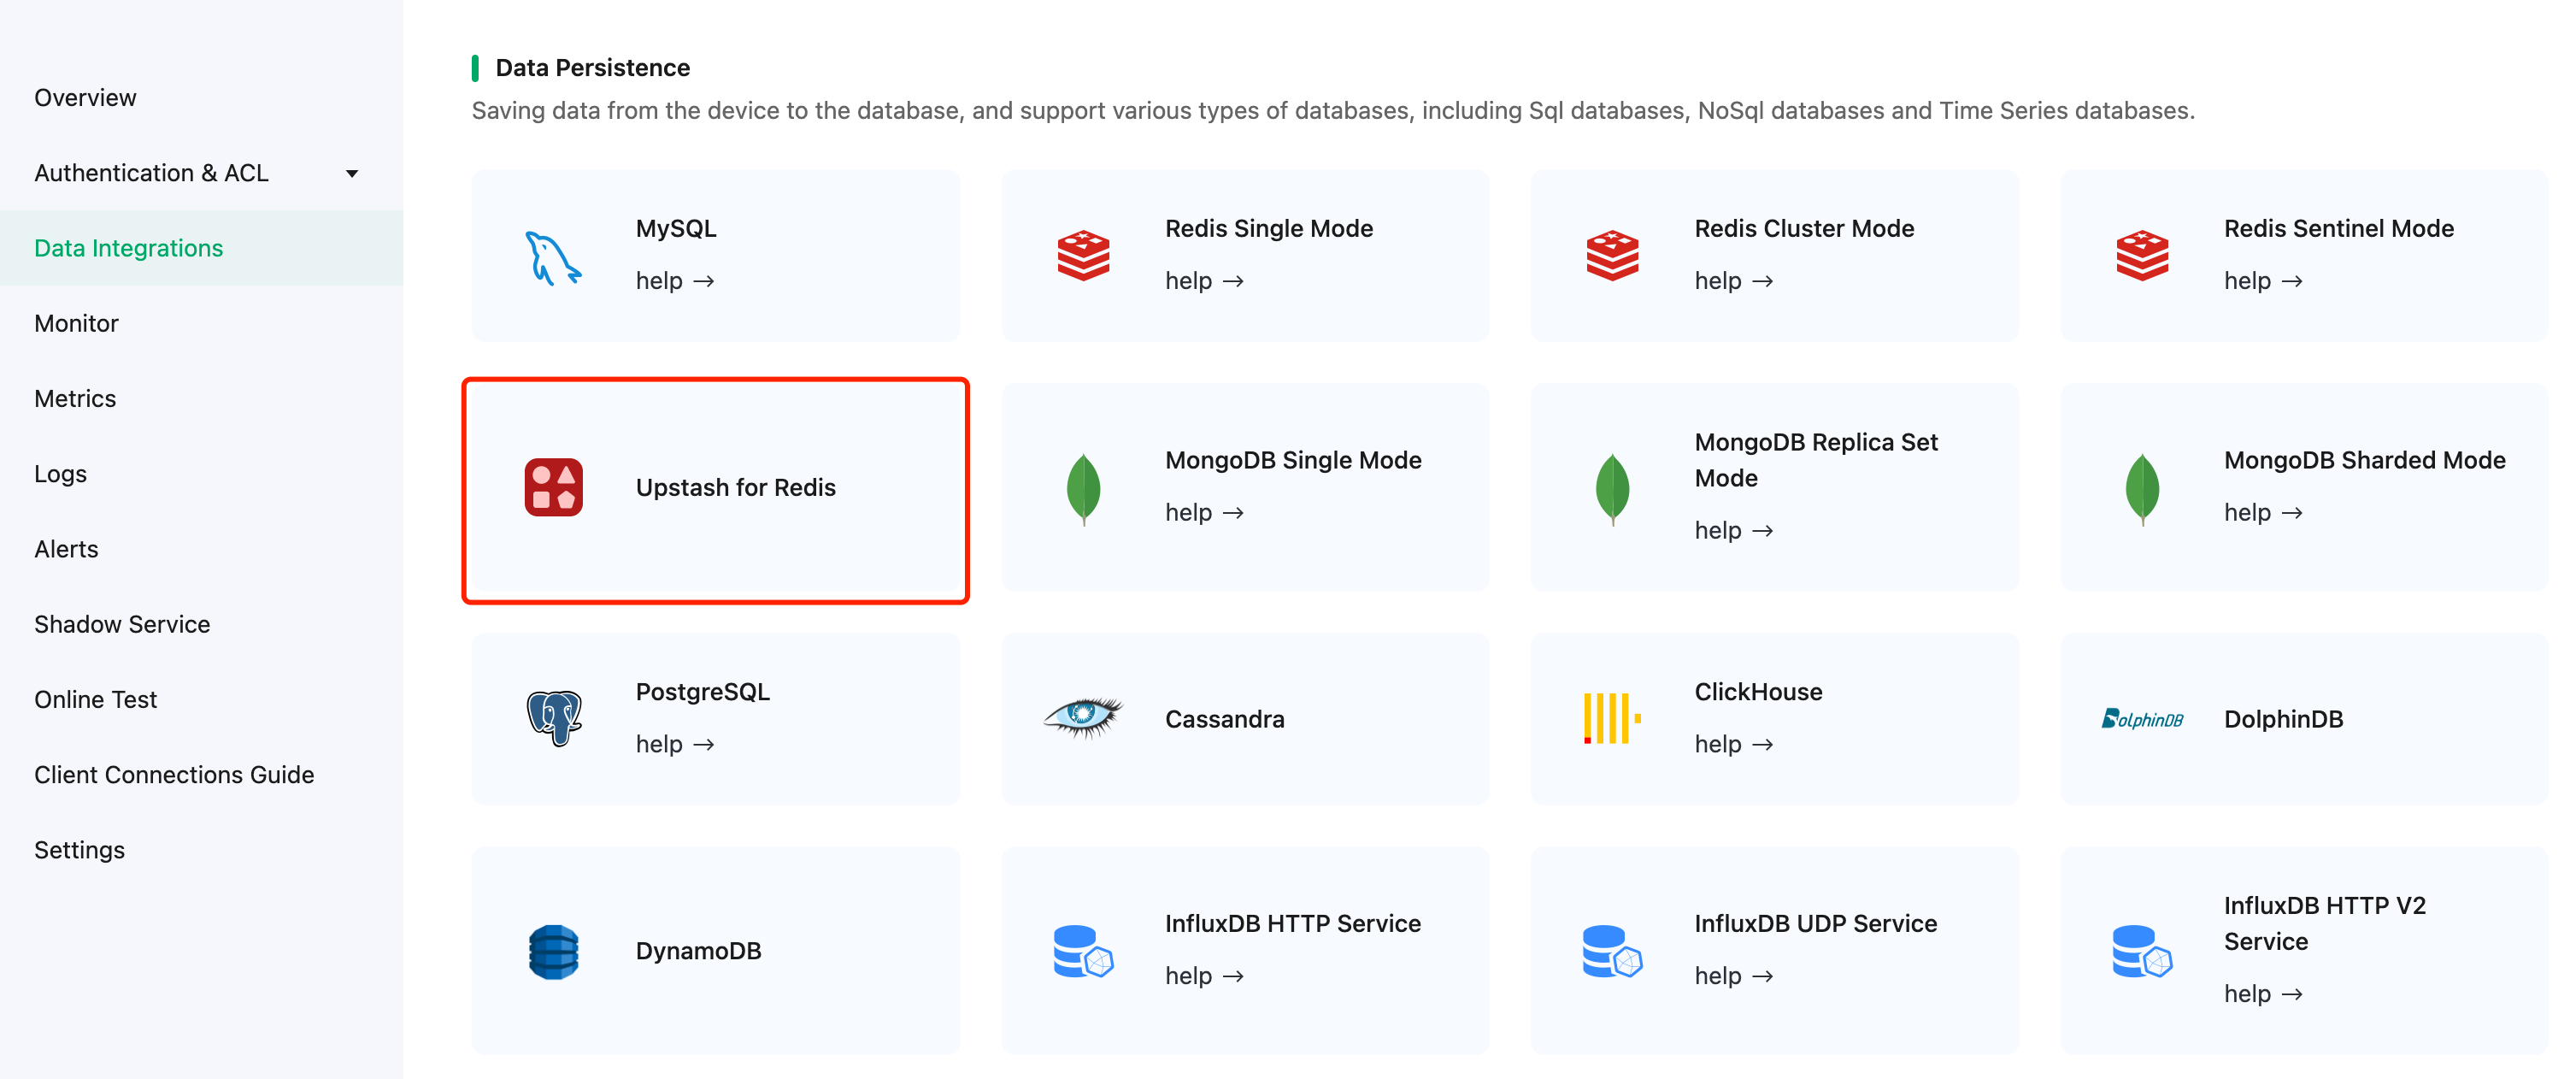 Overview
Authentication & ACL
Data Integrations
Monitor
Metrics
Logs
Alerts
Shadow Service
Online Test
Client Connections Guide
Settings
Data Persistence
Saving data from the device to the database, and support various types of databases, including Sql databases, NoSql databases and Time Series databases.
MySQL
help →
Redis Single Mode
help →
Redis Cluster Mode
help →
Redis Sentinel Mode
help →
Upstash for Redis
MongoDB Single Mode
help →
MongoDB Replica Set
Mode
help →
MongoDB Sharded Mode
help →
PostgreSQL
help →
Cassandra
ClickHouse
help →
DolphinDB
DolphinDB
DynamoDB
InfluxDB HTTP Service
help →
InfluxDB UDP Service
help →
InfluxDB HTTP V2
Service
help →